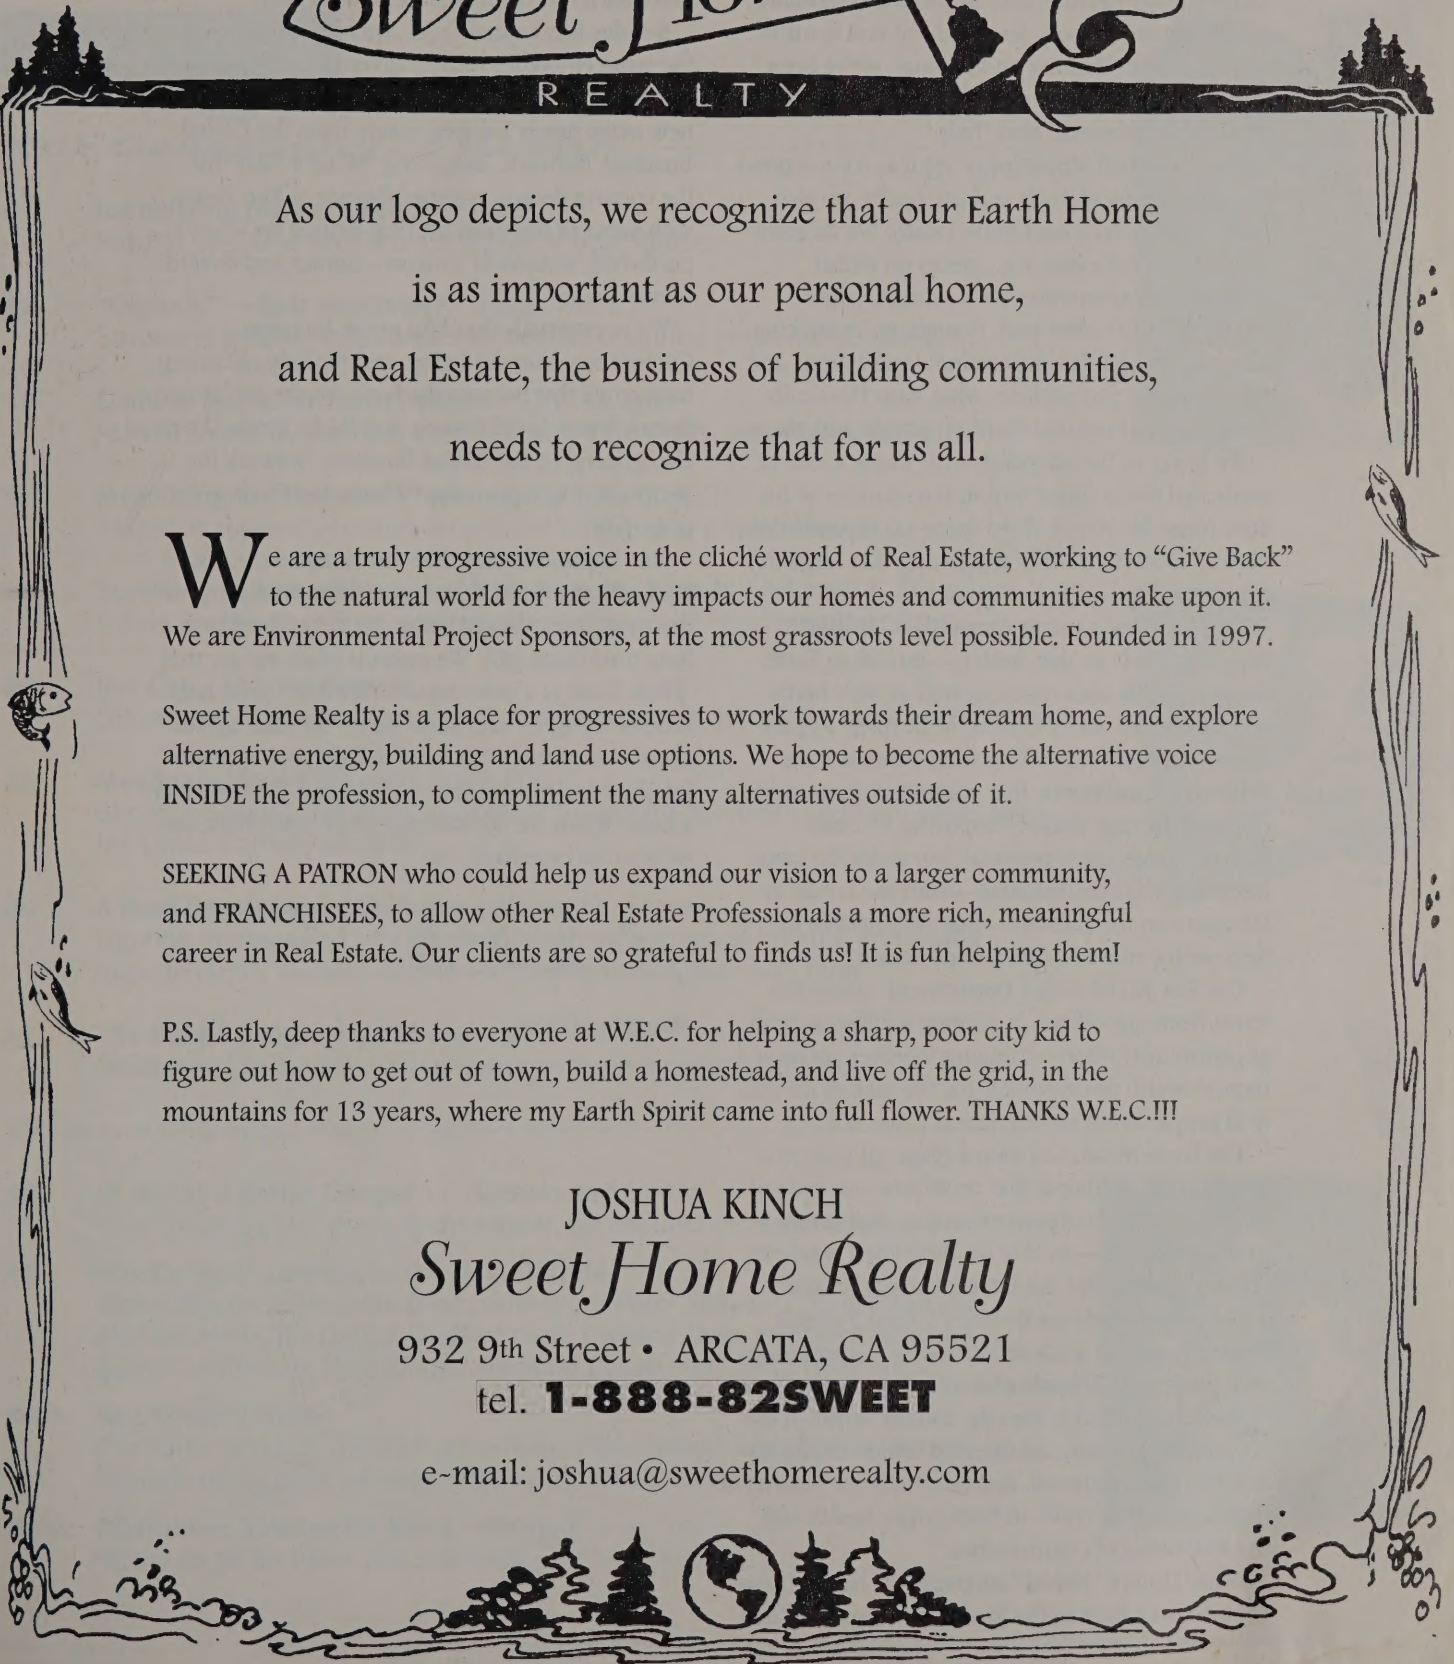 Sweet
REALTY
As our logo depicts, we recognize that our Earth Home
is as important as our personal home,
and Real Estate, the business of building communities,
needs to recognize that for us all.
We are a truly progressive voice in the cliché world of Real Estate, working to “Give Back”
to the natural world for the heavy impacts our homes and communities make upon it.
We are Environmental Project Sponsors, at the most grassroots level possible. Founded in 1997.
Sweet Home Realty is a place for progressives to work towards their dream home, and explore
alternative energy, building and land use options. We hope to become the alternative voice
INSIDE the profession, to compliment the many alternatives outside of it.
SEEKING A PATRON who could help us expand our vision to a larger community,
and FRANCHISEES, to allow other Real Estate Professionals a more rich, meaningful
career in Real Estate. Our clients are so grateful to finds us! It is fun helping them!
P.S. Lastly, deep thanks to everyone at W.E.C. for helping a sharp, poor city kid to
figure out how to get out of town, build a homestead, and live off the grid, in the
mountains for 13 years, where my Earth Spirit came into full flower. THANKS W.E.C.!!!
JOSHUA KINCH
Sweet Home Realty
932 9th Street • ARCATA, CA 95521
tel. 1-888-82SWEET
e-mail: joshua@sweethomerealty.com